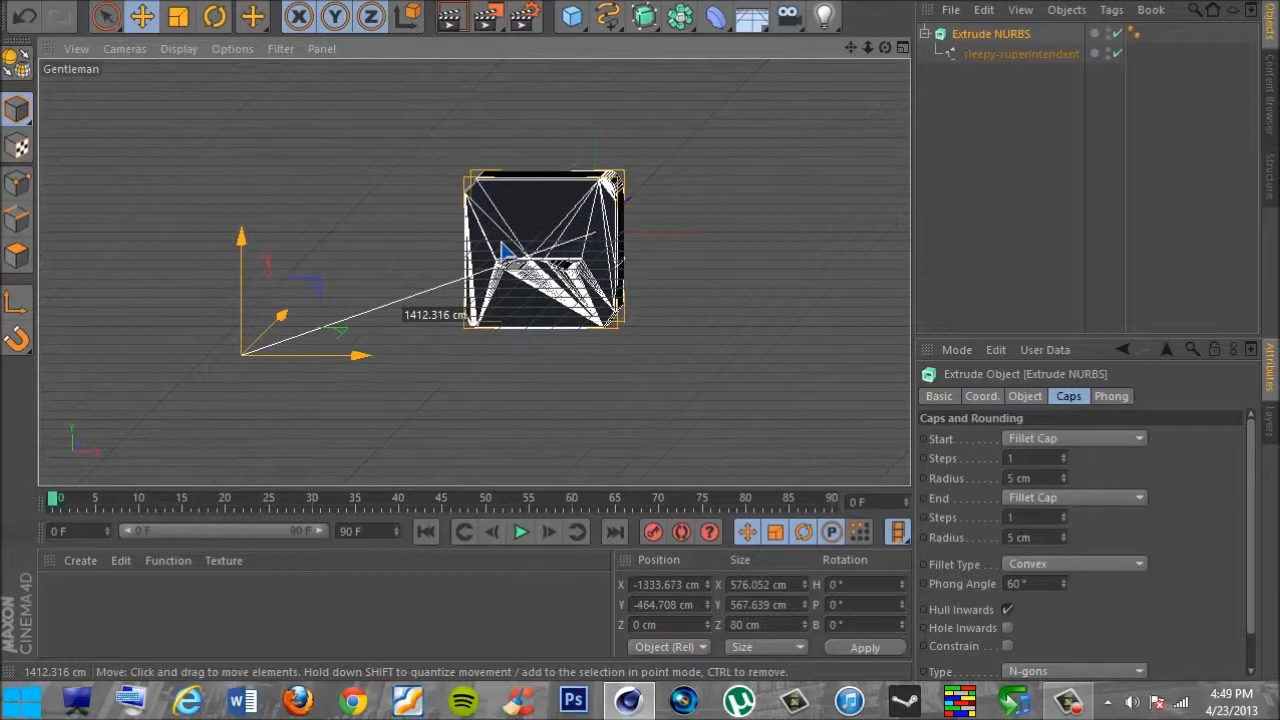 File Edit View Objects Tags Book
Extrude NURBS
sleepy-superintendent
View Cameras Display Options Filter Panel
Gentleman
1412.316 cm
Mode Edit User Data
Extrude Object [Extrude NURBS]
Basic Coord. Object Caps Phong
Caps and Rounding
Start. . . . . . . Fillet Cap
Steps . . . . . . . 1
Radius . . . . . . 5 cm
End . . . . . . . . Fillet Cap
Steps . . . . . . . 1
Radius . . . . . . 5 cm
Fillet Type . . . . Convex
Phong Angle 60 °
Hull Inwards
Hole Inwards
Constrain
Type. N-gons
Objects
Content Browser
Structure
Attributes
Layers
0 5 10 15 20 25 30 35 40 45 50 55 60 65 70 75 80 85 90 0 F
0 F 0 F 90 F 90 F
Create Edit Function Texture
Position Size Rotation
X -1333.673 cm X 576.052 cm H 0 °
Y -464.708 cm Y 567.639 cm P 0 °
Z 0 cm Z 80 cm B 0 °
Object (Rel) Size Apply
MAXON
CINEMA 4D
1412.316 cm Move: Click and drag to move elements. Hold down SHIFT to quantize movement / add to the selection in point mode, CTRL to remove.
4:49 PM
4/23/2013